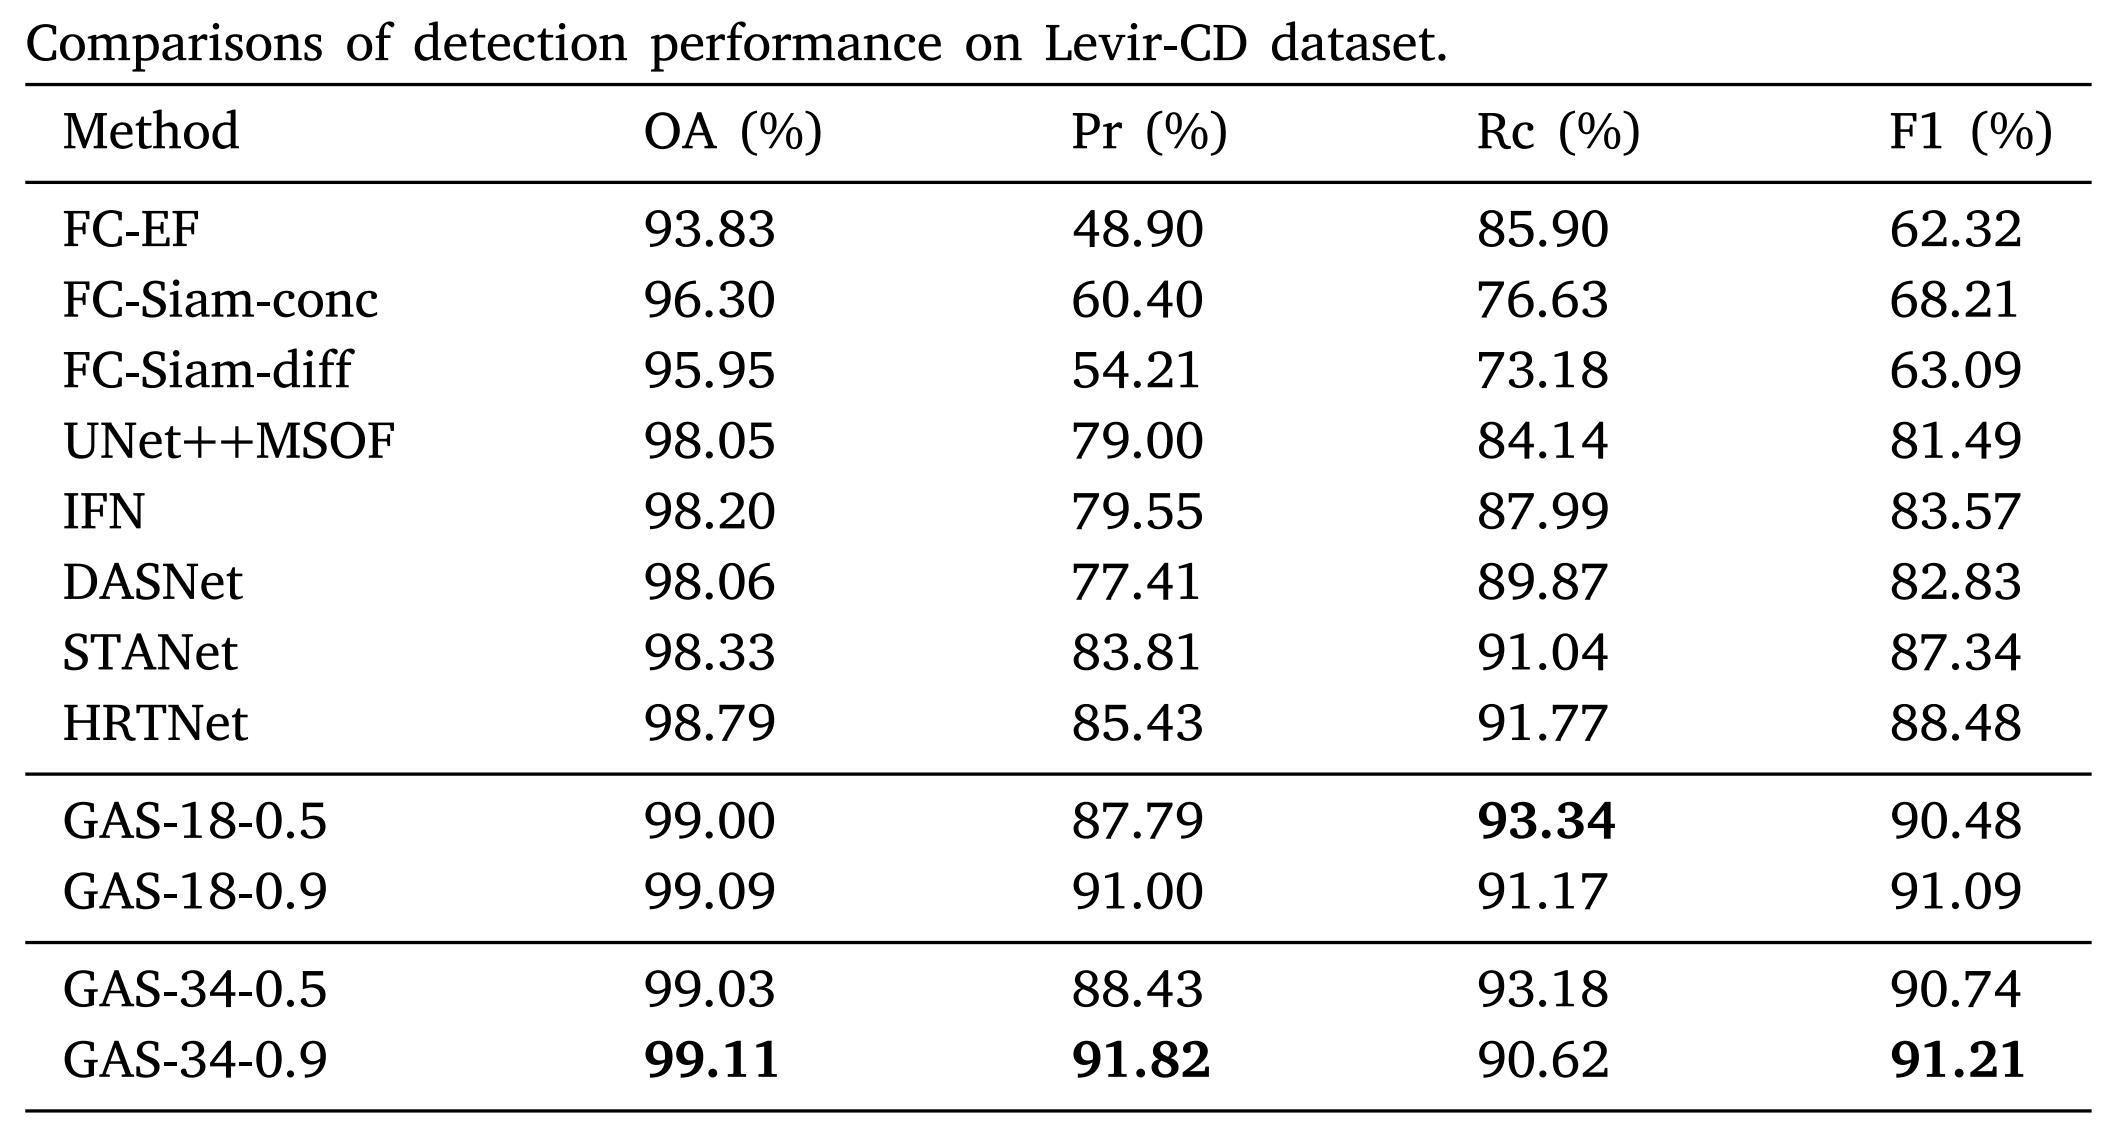 Comparisons of detection performance on Levir-CD dataset.
Method OA (%) Pr (%) Rc (%) F1 (%)
FC-EF 93.83 48.90 85.90 62.32
FC-Siam-conc 96.30 60.40 76.63 68.21
FC-Siam-diff 95.95 54.21 73.18 63.09
UNet++MSOF 98.05 79.00 84.14 81.49
IFN 98.20 79.55 87.99 83.57
DASNet 98.06 77.41 89.87 82.83
STANet 98.33 83.81 91.04 87.34
HRTNet 98.79 85.43 91.77 88.48
GAS-18-0.5 99.00 87.79 93.34 90.48
GAS-18-0.9 99.09 91.00 91.17 91.09
GAS-34-0.5 99.03 88.43 93.18 90.74
GAS-34-0.9 99.11 91.82 90.62 91.21